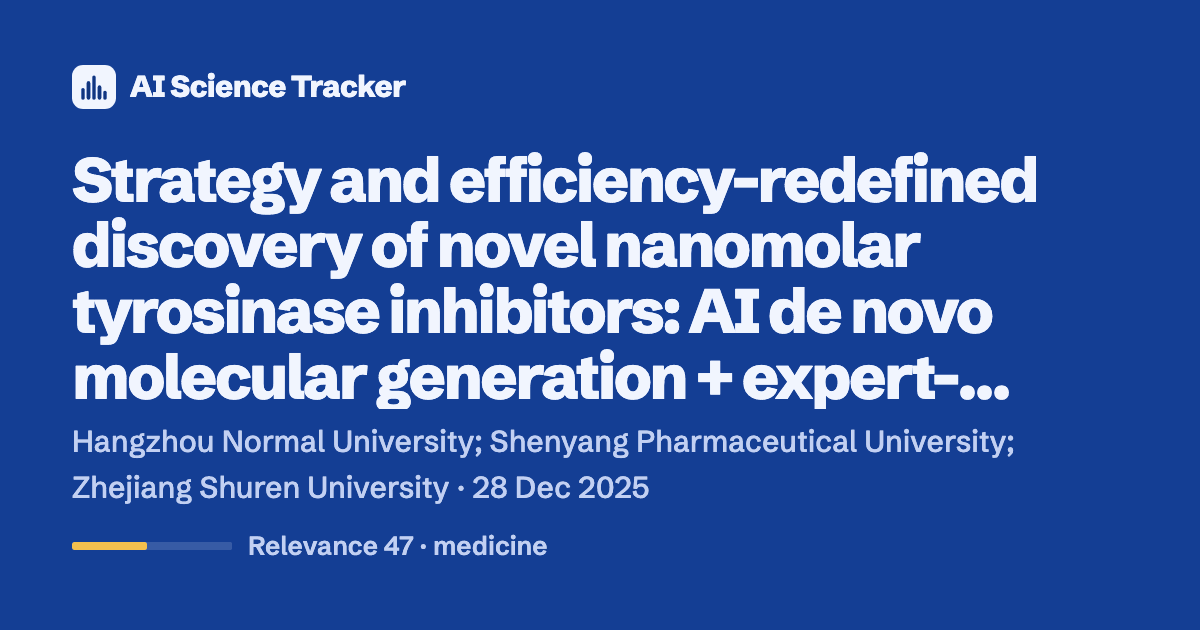 AI Science Tracker
Strategy and efficiency-redefined
discovery of novel nanomolar
tyrosinase inhibitors: AI de novo
molecular generation + expert-...
Hangzhou Normal University; Shenyang Pharmaceutical University;
Zhejiang Shuren University · 28 Dec 2025
Relevance 47 · medicine